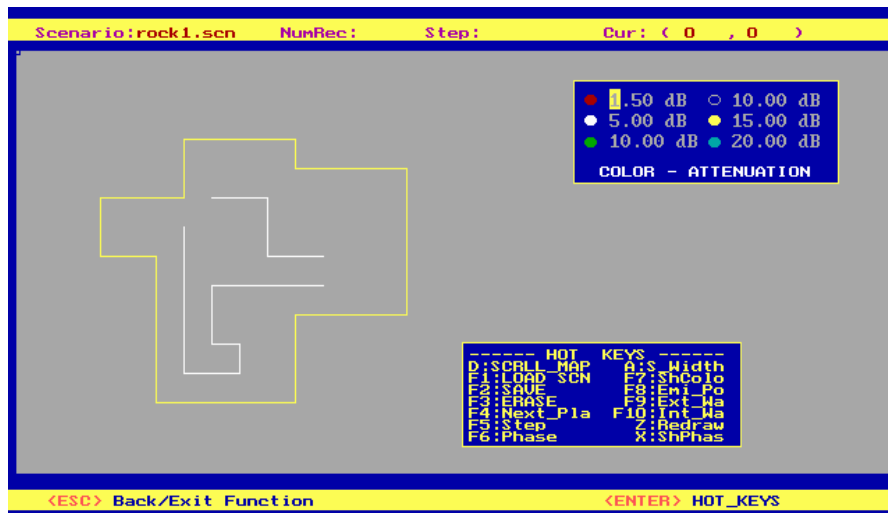 Scenario:rock1.scn NumRec: Step: Cur: ( 0 , 0 )
1.50 dB 10.00 dB
5.00 dB 15.00 dB
10.00 dB 20.00 dB
COLOR - ATTENUATION
------ HOT KEYS ------
D:SCRLL_MAP A:S_Width
F1:LOAD SCN F7:ShColo
F2:SAVE F8:Emi_Po
F3:ERASE F9:Ext_Wa
F4:Next_Pla F10:Int_Wa
F5:Step Z:Redraw
F6:Phase X:ShPhas
<ESC> Back/Exit Function <ENTER> HOT_KEYS